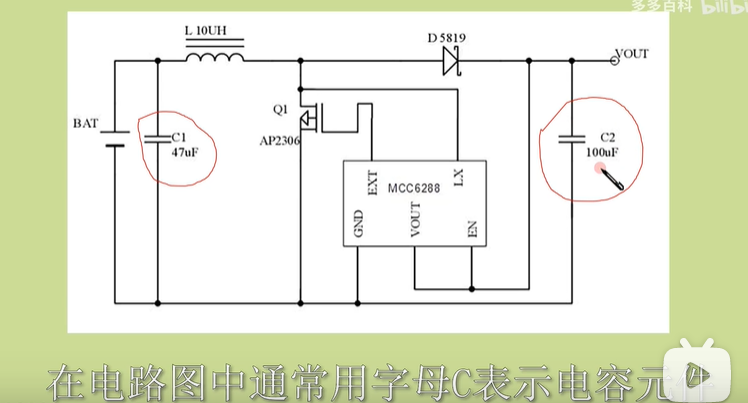 多多百科 bilibili
L 10UH
D 5819
VOUT
Q1
BAT
C1
47uF
AP2306
C2
100uF
EXT
LX
MCC6288
GND
VOUT
EN
在电路图中通常用字母C表示电容元件